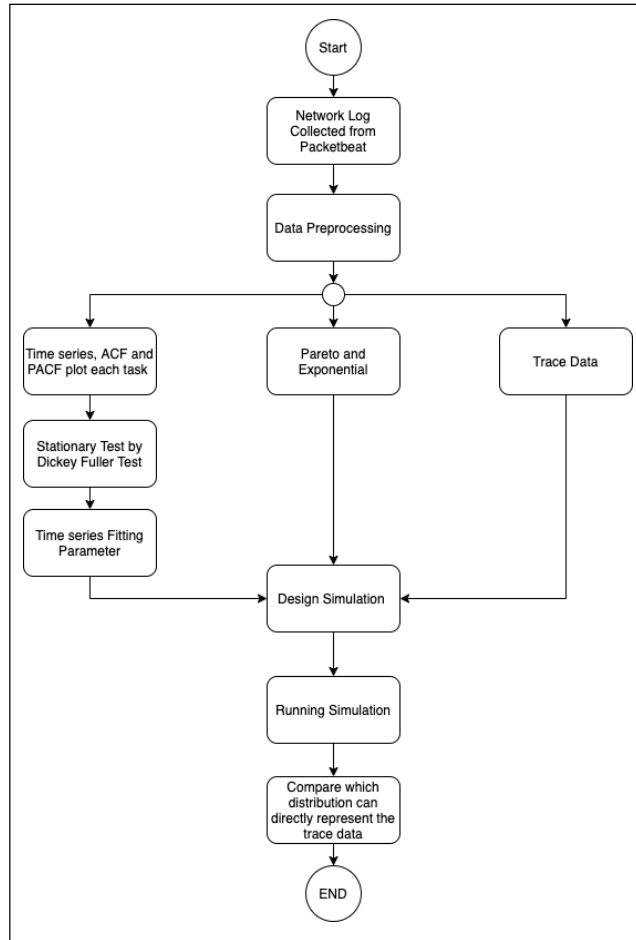 Start
Network Log
Collected from
Packetbeat
Data Preprocessing
Time series, ACF and
PACF plot each task
Pareto and
Exponential
Trace Data
Stationary Test by
Dickey Fuller Test
Time series Fitting
Parameter
Design Simulation
Running Simulation
Compare which
distribution can
directly represent the
trace data
END